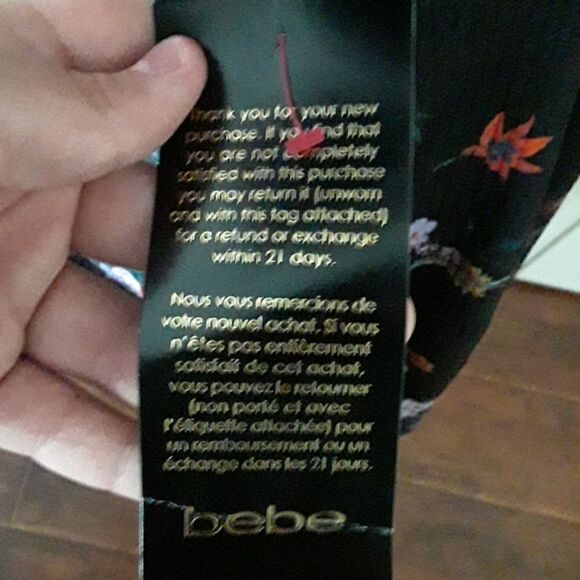 Thank you for your new
purchase. If you find that
you are not completely
satisfied with this purchase
you may return it (unworn
and with this tag attached)
for a refund or exchange
within 21 days.
Nous vous remercions de
votre nouvel achat. Si vous
n'êtes pas entièrement
satisfait de cet achat,
vous pouvez le retourner
(non porté et avec
l'étiquette attachée) pour
un remboursement ou un
échange dans les 21 jours.
bebe